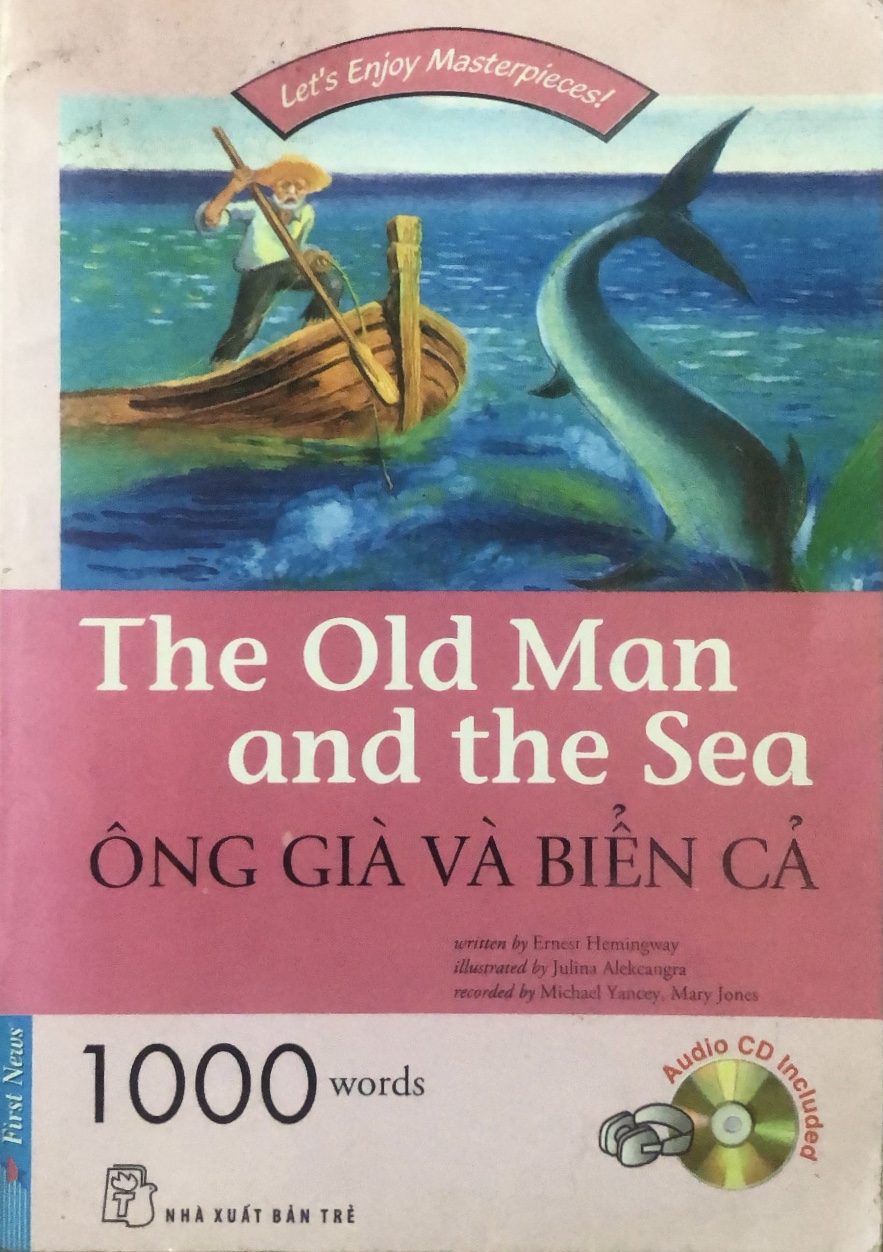 Let's Enjoy Masterpieces!
The Old Man
and the Sea
ÔNG GIÀ VÀ BIỂN CẢ
written by Ernest Hemingway
illustrated by Julina Alekcangra
recorded by Michael Yancey, Mary Jones
First News
1000 words
Audio CD Included
T
NHÀ XUẤT BẢN TRẺ